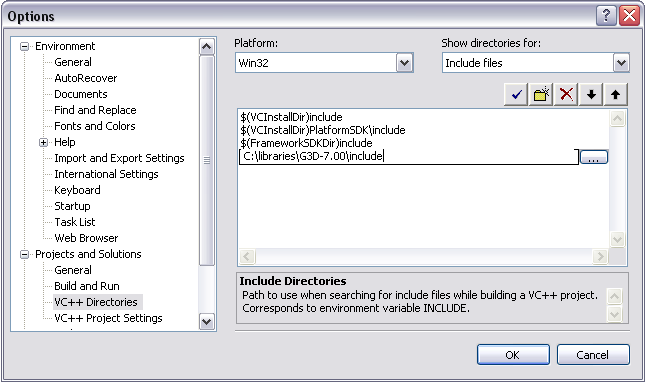 Options
Environment
General
AutoRecover
Documents
Find and Replace
Fonts and Colors
Help
Import and Export Settings
International Settings
Keyboard
Startup
Task List
Web Browser
Projects and Solutions
General
Build and Run
VC++ Directories
VC++ Project Settings
Platform:
Win32
Show directories for:
Include files
$(VCInstallDir)include
$(VCInstallDir)PlatformSDK\include
$(FrameworkSDKDir)include
C:\libraries\G3D-7.00\include
...
Include Directories
Path to use when searching for include files while building a VC++ project.
Corresponds to environment variable INCLUDE.
OK
Cancel